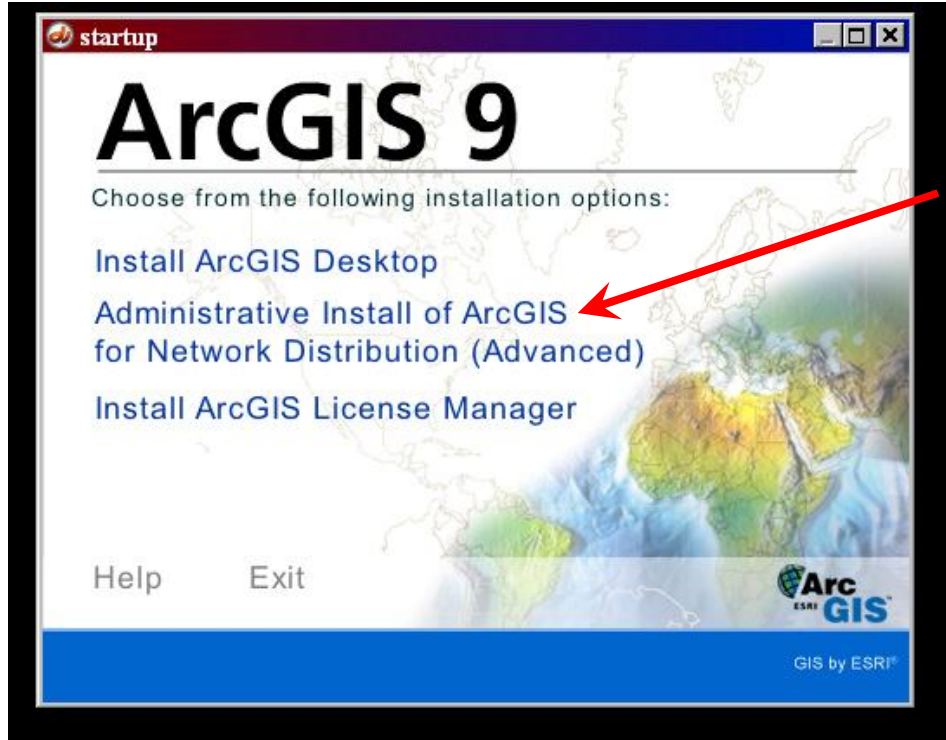 startup
ArcGIS 9
Choose from the following installation options:
Install ArcGIS Desktop
Administrative Install of ArcGIS
for Network Distribution (Advanced)
Install ArcGIS License Manager
Help Exit
Arc
ESRI GIS™
GIS by ESRI®